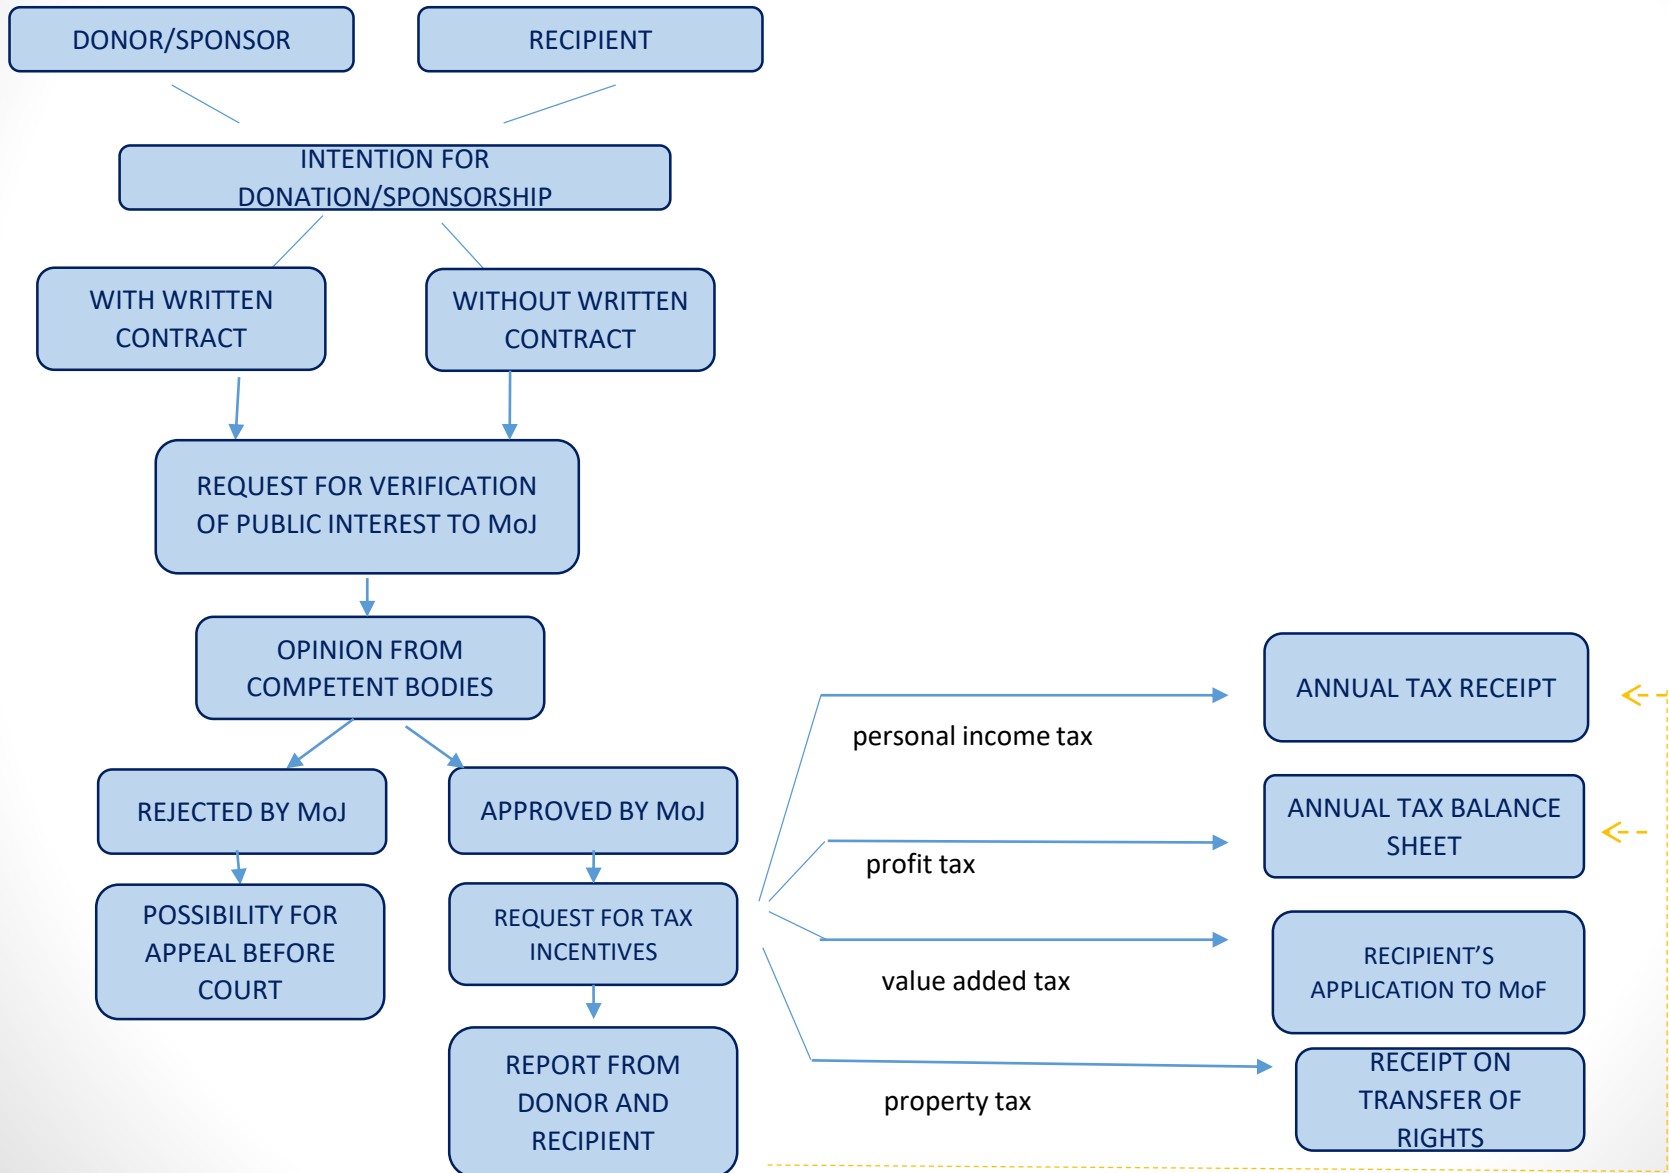 DONOR/SPONSOR
RECIPIENT
INTENTION FOR
DONATION/SPONSORSHIP
WITH WRITTEN
CONTRACT
WITHOUT WRITTEN
CONTRACT
REQUEST FOR VERIFICATION
OF PUBLIC INTEREST TO MoJ
OPINION FROM
COMPETENT BODIES
REJECTED BY MoJ
APPROVED BY MoJ
POSSIBILITY FOR
APPEAL BEFORE
COURT
REQUEST FOR TAX
INCENTIVES
REPORT FROM
DONOR AND
RECIPIENT
personal income tax
ANNUAL TAX RECEIPT
profit tax
ANNUAL TAX BALANCE
SHEET
value added tax
RECIPIENT’S
APPLICATION TO MoF
property tax
RECEIPT ON
TRANSFER OF
RIGHTS